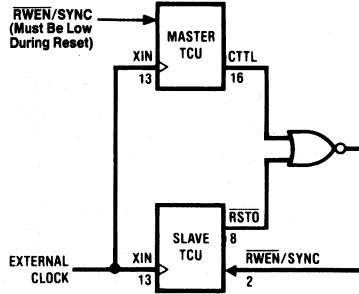 RWEN/SYNC
(Must Be Low
During Reset)
MASTER
TCU
XIN
13
CTTL
16
RSTO
8
SLAVE
TCU
XIN
13
RWEN/SYNC
2
EXTERNAL
CLOCK